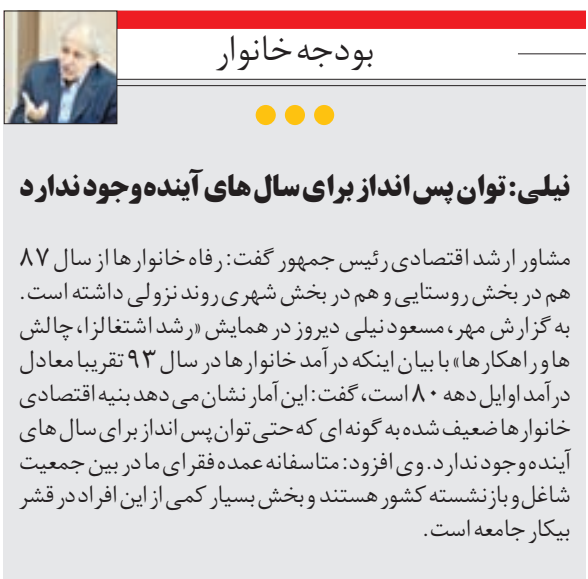 بودجه خانوار
نیلی: توان پس انداز برای سال های آینده وجود ندارد
مشاور ارشد اقتصادی رئیس جمهور گفت: رفاه خانوارها از سال ۸۷
هم در بخش روستایی و هم در بخش شهری روند نزولی داشته است.
به گزارش مهر، مسعود نیلی دیروز در همایش «رشد اشتغالزا، چالش
ها و راهکارها» با بیان اینکه درآمد خانوارها در سال ۹۳ تقریبا معادل
درآمد اوایل دهه ۸۰ است، گفت: این آمار نشان می دهد بنیه اقتصادی
خانوارها ضعیف شده به گونه ای که حتی توان پس انداز برای سال های
آینده وجود ندارد. وی افزود: متاسفانه عمده فقرای ما در بین جمعیت
شاغل و بازنشسته کشور هستند و بخش بسیار کمی از این افراد در قشر
بیکار جامعه است.